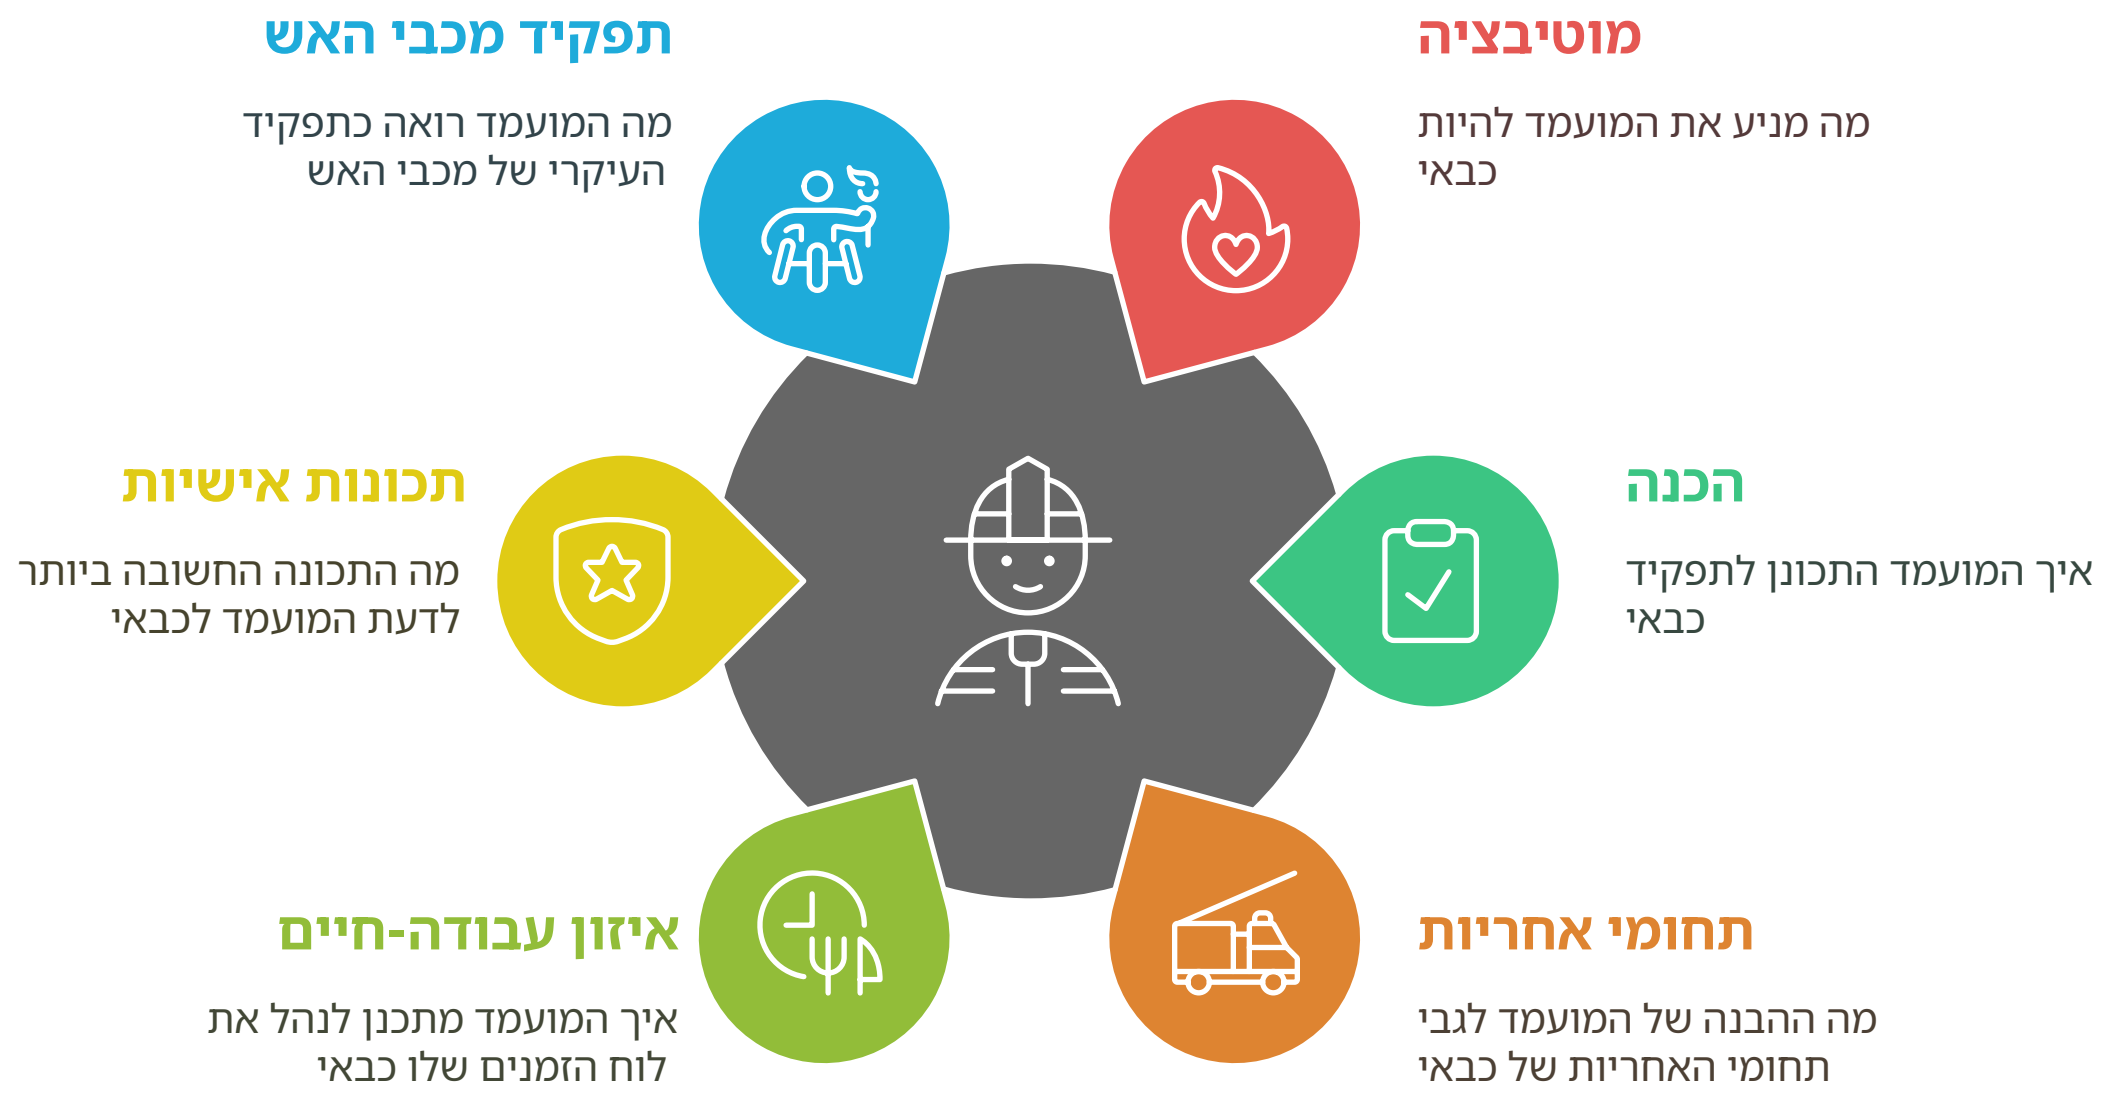 מוטיבציה
מה מניע את המועמד להיות
כבאי
הכנה
איך המועמד התכונן לתפקיד
כבאי
תחומי אחריות
מה ההבנה של המועמד לגבי
תחומי האחריות של כבאי
תפקיד מכבי האש
מה המועמד רואה כתפקיד
העיקרי של מכבי האש
תכונות אישיות
מה התכונה החשובה ביותר
לדעת המועמד לכבאי
איזון עבודה-חיים
איך המועמד מתכנן לנהל את
לוח הזמנים שלו כבאי